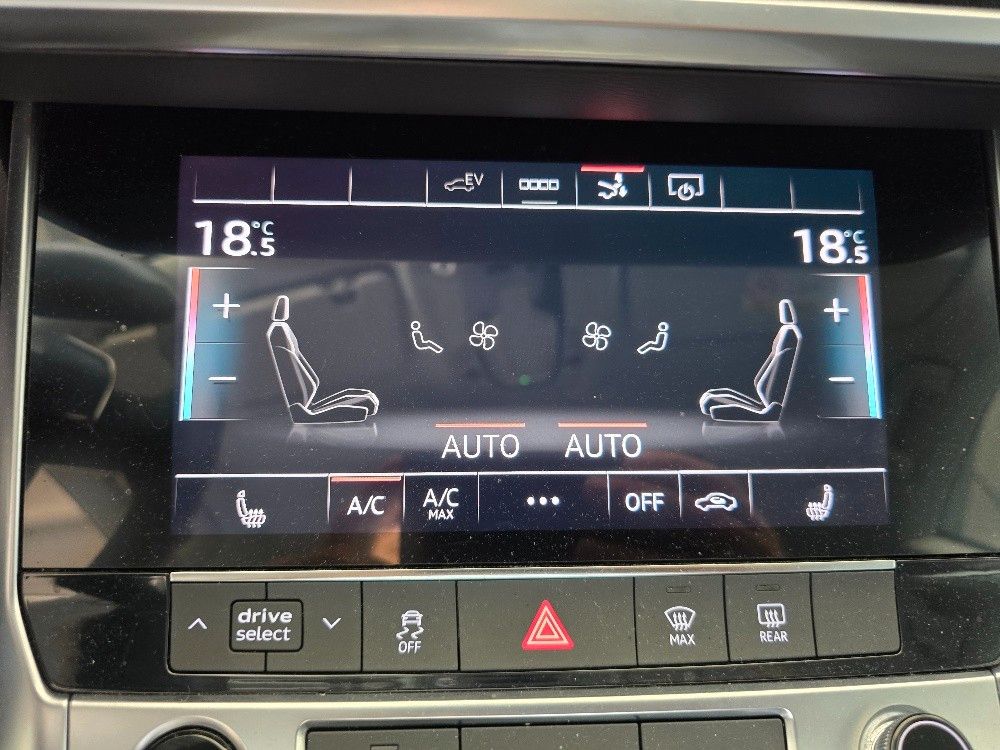 EV
18.5 °C
18.5 °C
AUTO
AUTO
A/C
A/C
MAX
OFF
drive
select
OFF
MAX
REAR